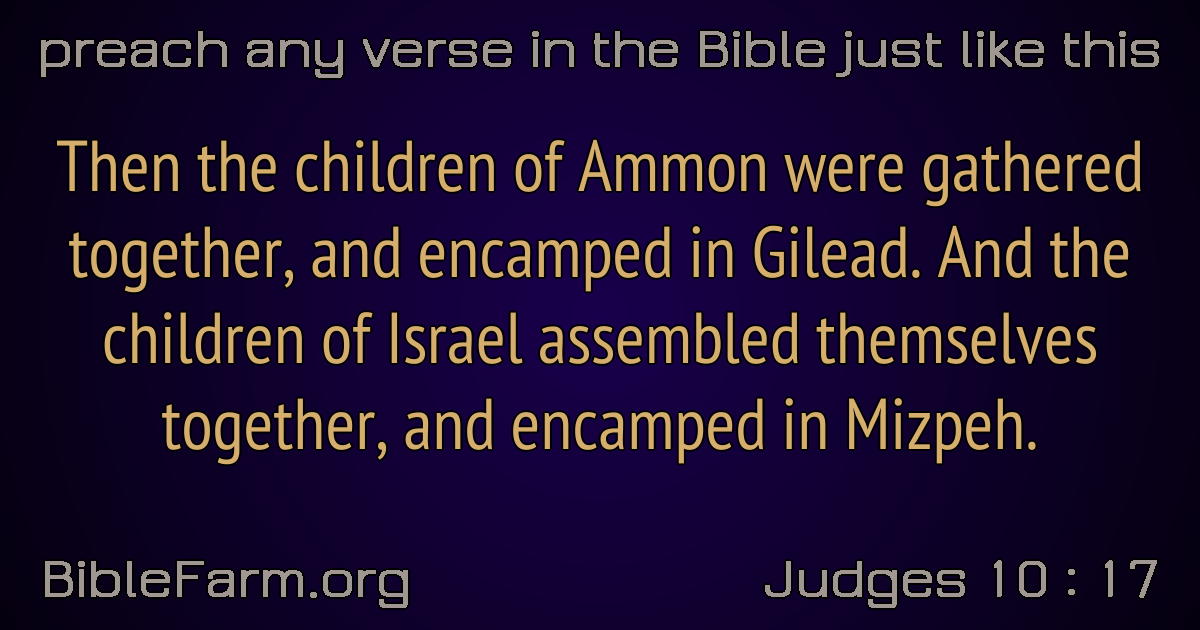 preach any verse in the Bible just like this
Then the children of Ammon were gathered
together, and encamped in Gilead. And the
children of Israel assembled themselves
together, and encamped in Mizpeh.
BibleFarm.org
Judges 10 : 17